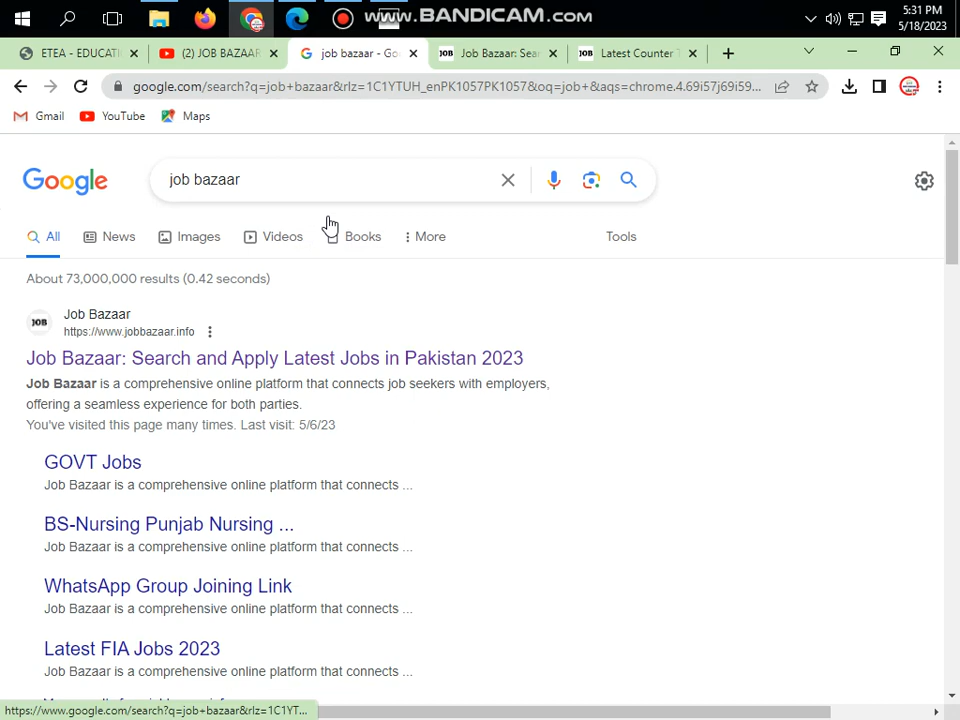 www.BANDICAM.com
5:31 PM
5/18/2023
ETEA - EDUCATI
(2) JOB BAZAAR
job bazaar - Go
JOB Job Bazaar: Sear
JOB Latest Counter T
google.com/search?q=job+bazaar&rlz=1C1YTUH_enPK1057PK1057&oq=job+&aqs=chrome.4.69i57j69i59...
Gmail
YouTube
Maps
Google
job bazaar
All
News
Images
Videos
Books
More
Tools
About 73,000,000 results (0.42 seconds)
JOB
Job Bazaar
https://www.jobbazaar.info
Job Bazaar: Search and Apply Latest Jobs in Pakistan 2023
Job Bazaar is a comprehensive online platform that connects job seekers with employers,
offering a seamless experience for both parties.
You've visited this page many times. Last visit: 5/6/23
GOVT Jobs
Job Bazaar is a comprehensive online platform that connects ...
BS-Nursing Punjab Nursing ...
Job Bazaar is a comprehensive online platform that connects ...
WhatsApp Group Joining Link
Job Bazaar is a comprehensive online platform that connects ...
Latest FIA Jobs 2023
Job Bazaar is a comprehensive online platform that connects ...
https://www.google.com/search?q=job+bazaar&rlz=1C1YT...